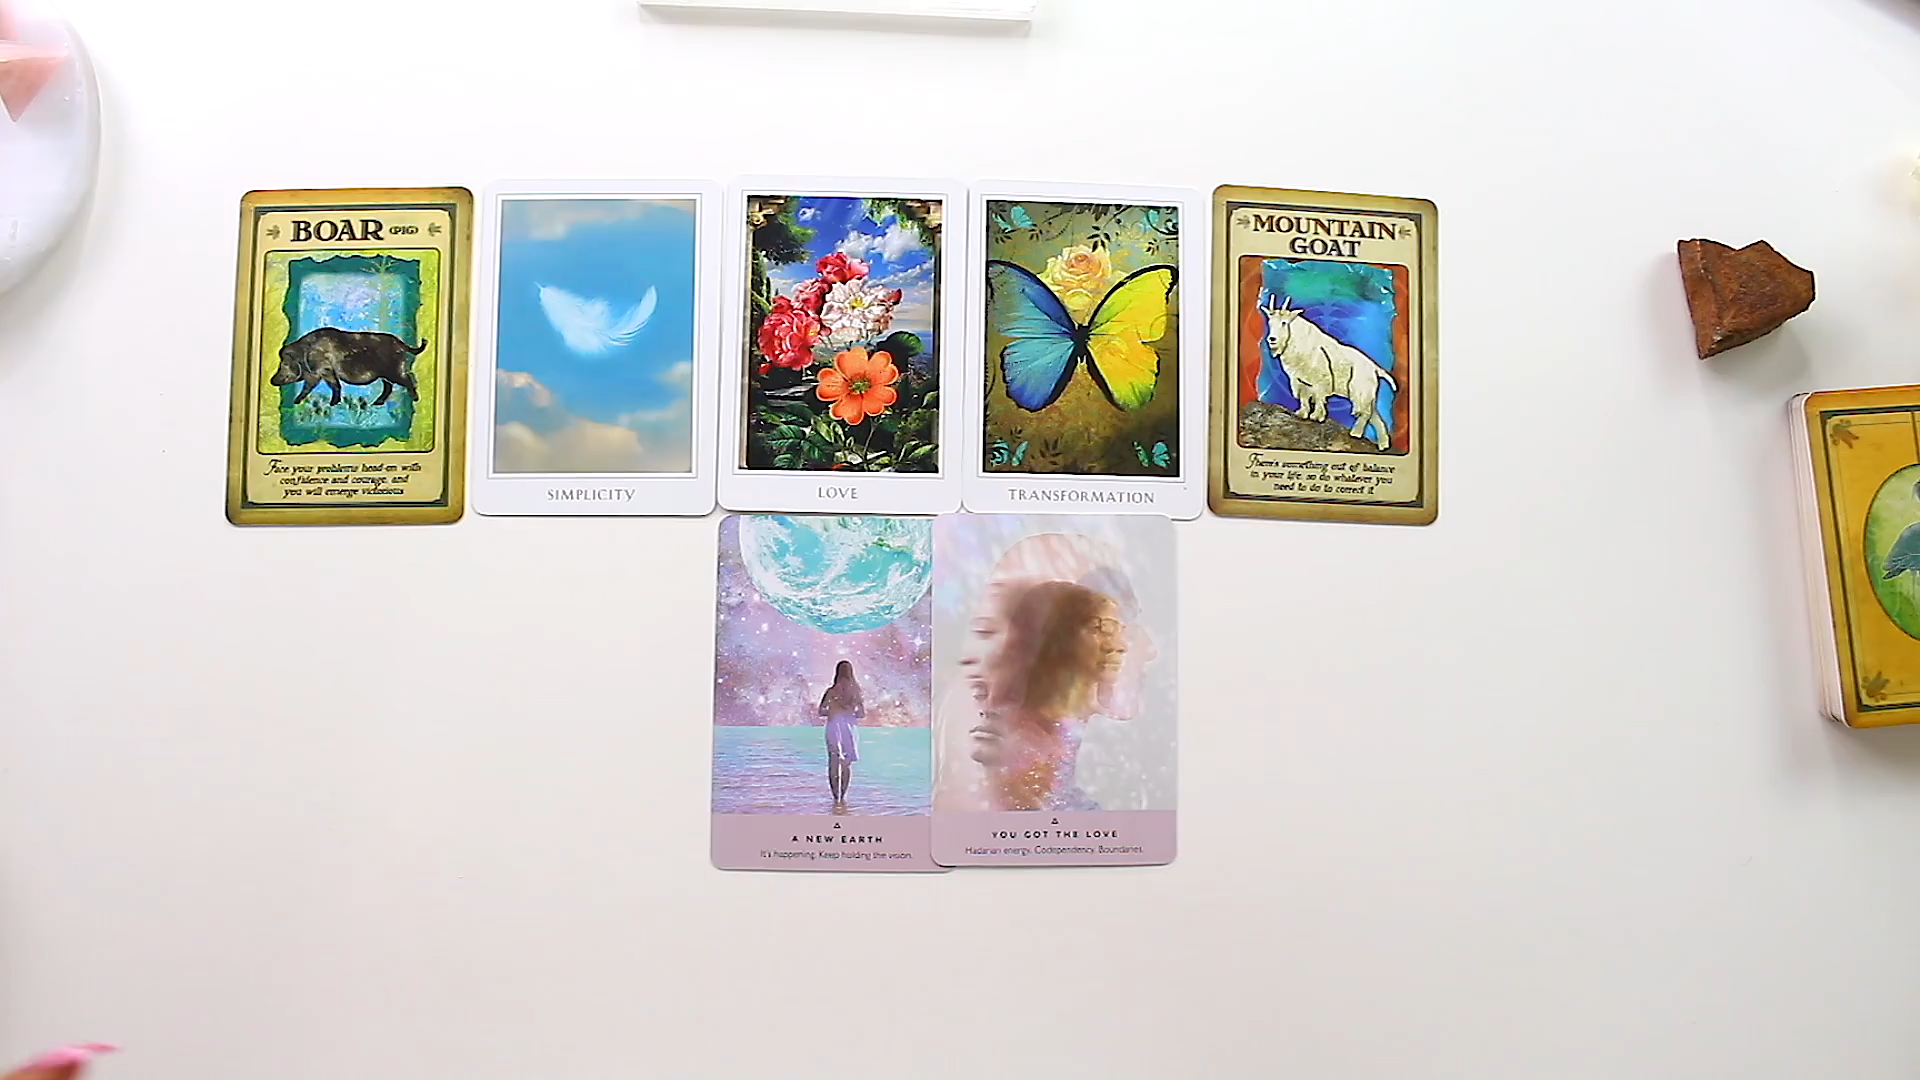 BOAR (PIG)
Face your problems head-on with
confidence and courage, and
you will emerge victorious
SIMPLICITY
LOVE
TRANSFORMATION
MOUNTAIN
GOAT
There's something out of balance
in your life, so do whatever you
need to do to correct it
A NEW EARTH
It's happening. Keep holding the vision.
YOU GOT THE LOVE
Hadarian energy. Codependency. Boundaries.